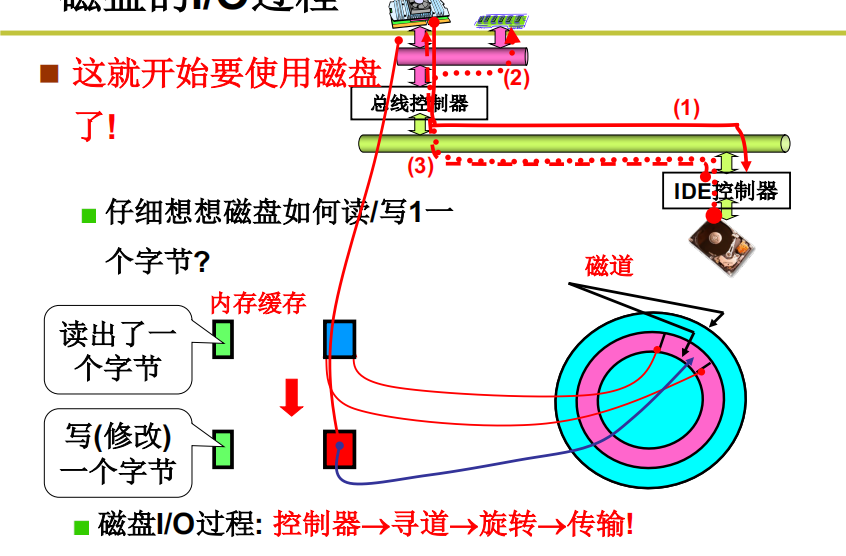 磁盘的I/O过程
这就开始要使用磁盘
了!
(2)
总线控制器
(1)
(3)
IDE控制器
仔细想想磁盘如何读/写1一
个字节?
磁道
内存缓存
读出了一
个字节
写(修改)
一个字节
磁盘I/O过程: 控制器→寻道→旋转→传输!